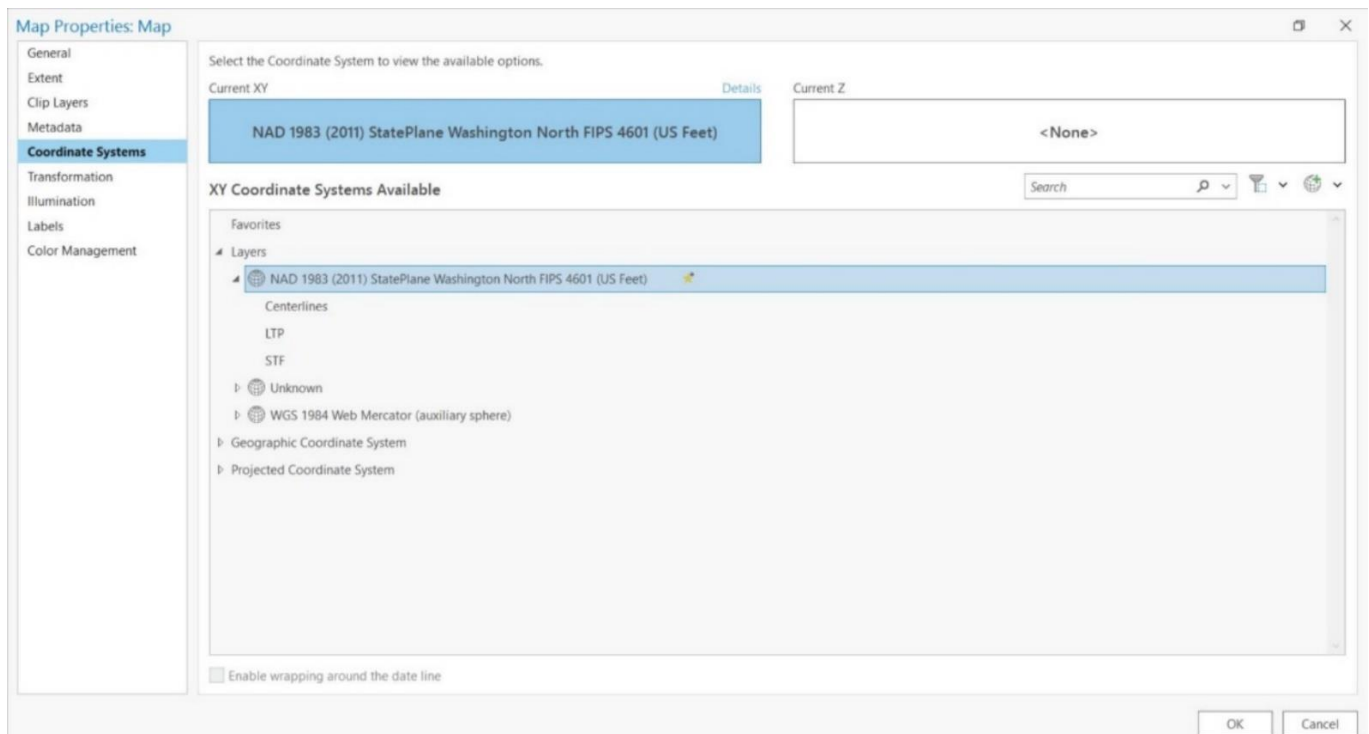 Map Properties: Map
General
Extent
Clip Layers
Metadata
Coordinate Systems
Transformation
Illumination
Labels
Color Management
Select the Coordinate System to view the available options.
Current XY Details Current Z
NAD 1983 (2011) StatePlane Washington North FIPS 4601 (US Feet) <None>
XY Coordinate Systems Available Search
Favorites
Layers
NAD 1983 (2011) StatePlane Washington North FIPS 4601 (US Feet)
Centerlines
LTP
STF
Unknown
WGS 1984 Web Mercator (auxiliary sphere)
Geographic Coordinate System
Projected Coordinate System
Enable wrapping around the date line
OK Cancel